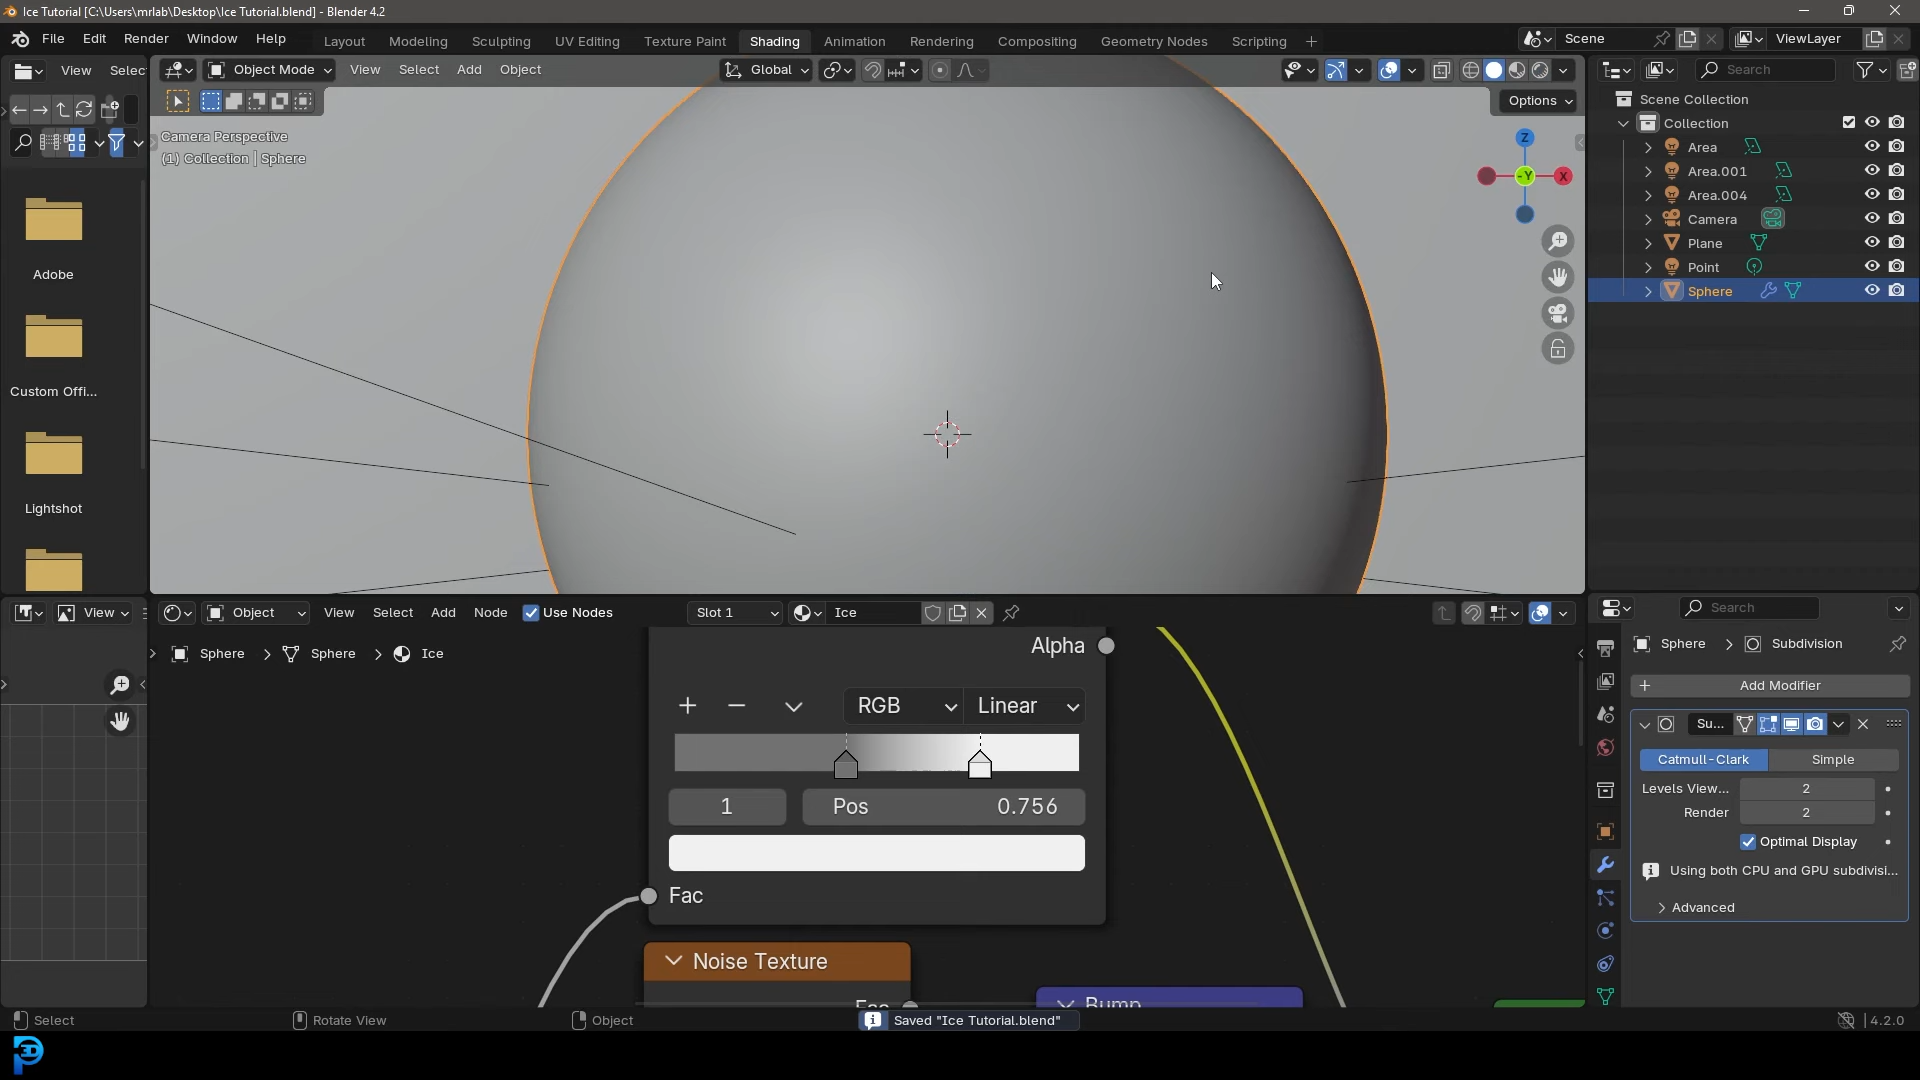 Ice Tutorial [C:\Users\mrlab\Desktop\Ice Tutorial.blend] - Blender 4.2
File Edit Render Window Help
Layout Modeling Sculpting UV Editing Texture Paint Shading Animation Rendering Compositing Geometry Nodes Scripting +
Scene
ViewLayer
View Selec
Object Mode View Select Add Object
Global
Search
Options
Camera Perspective
(1) Collection | Sphere
Z
-Y
X
Adobe
Custom Offi...
Lightshot
Scene Collection
Collection
Area
Area.001
Area.004
Camera
Plane
Point
Sphere
View
Object View Select Add Node Use Nodes
Slot 1
Ice
Sphere > Sphere > Ice
Alpha
RGB Linear
1 Pos 0.756
Fac
Noise Texture
Fac
Bump
Search
Sphere > Subdivision
Add Modifier
Su...
Catmull-Clark Simple
Levels View... 2
Render 2
Optimal Display
Using both CPU and GPU subdivisi...
Advanced
Select
Rotate View
Object
Saved "Ice Tutorial.blend"
4.2.0